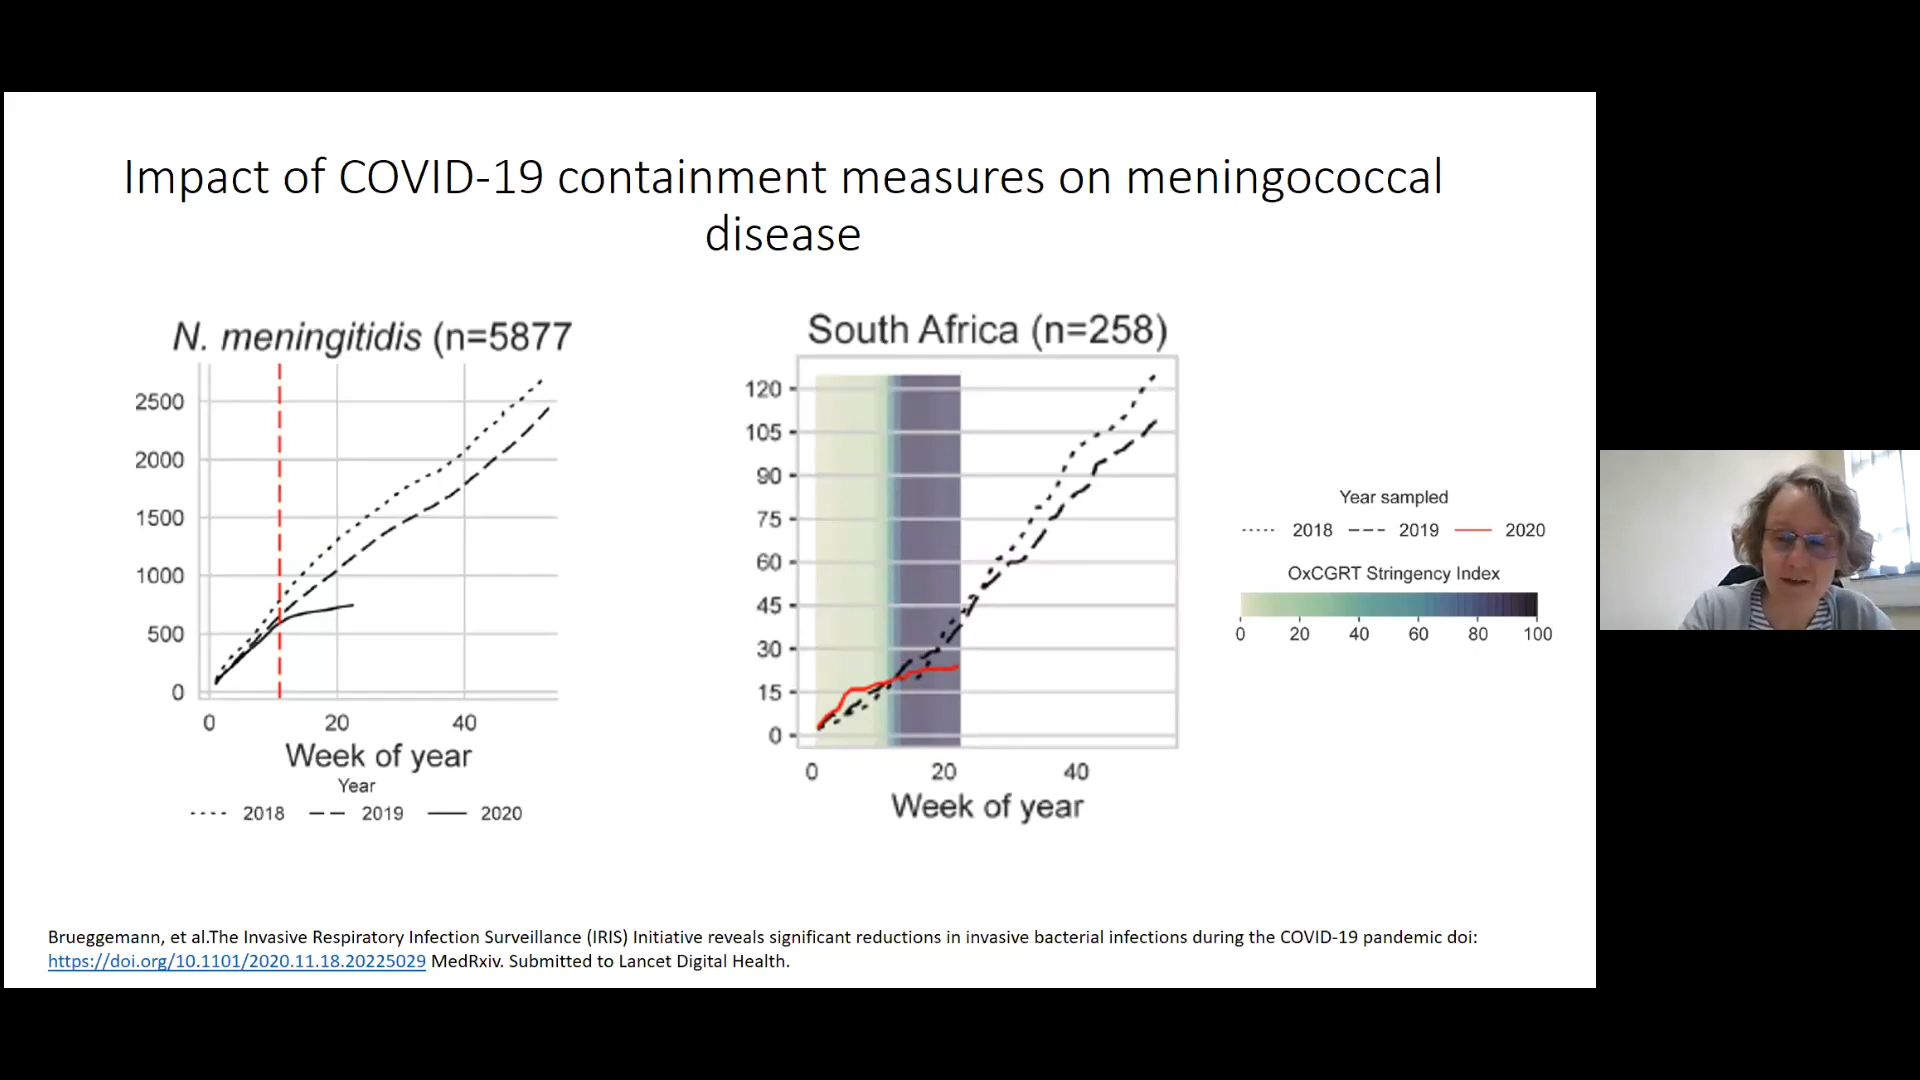 Impact of COVID-19 containment measures on meningococcal
disease
N. meningitidis (n=5877
2500
2000
1500
1000
500
0
0 20 40
Week of year
Year
2018 2019 2020
South Africa (n=258)
120
105
90
75
60
45
30
15
0
0 20 40
Week of year
Year sampled
2018 2019 2020
OxCGRT Stringency Index
0 20 40 60 80 100
Brueggemann, et al.The Invasive Respiratory Infection Surveillance (IRIS) Initiative reveals significant reductions in invasive bacterial infections during the COVID-19 pandemic doi:
https://doi.org/10.1101/2020.11.18.20225029 MedRxiv. Submitted to Lancet Digital Health.